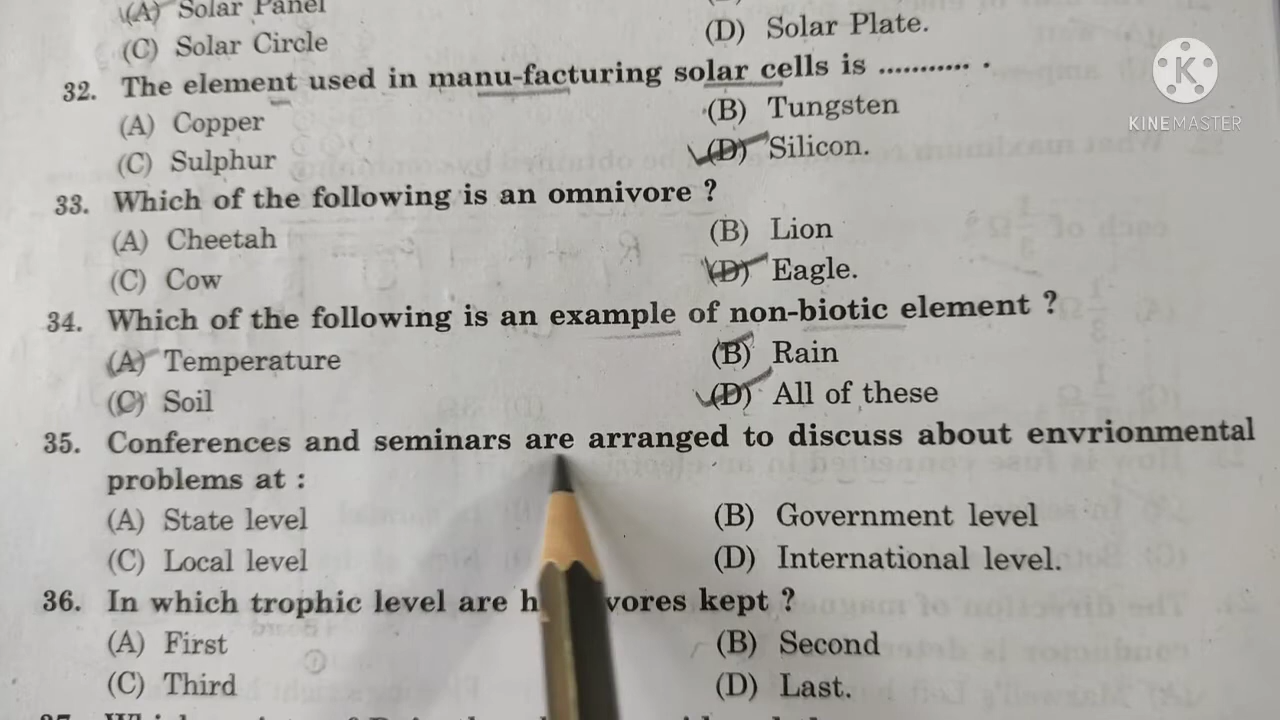 (A) Solar Panel
(C) Solar Circle (D) Solar Plate.
32. The element used in manu-facturing solar cells is ........... .
(A) Copper (B) Tungsten
(C) Sulphur (D) Silicon.
33. Which of the following is an omnivore ?
(A) Cheetah (B) Lion
(C) Cow (D) Eagle.
34. Which of the following is an example of non-biotic element ?
(A) Temperature (B) Rain
(C) Soil (D) All of these
35. Conferences and seminars are arranged to discuss about envrionmental
problems at :
(A) State level (B) Government level
(C) Local level (D) International level.
36. In which trophic level are h vores kept ?
(A) First (B) Second
(C) Third (D) Last.
K
KINEMASTER